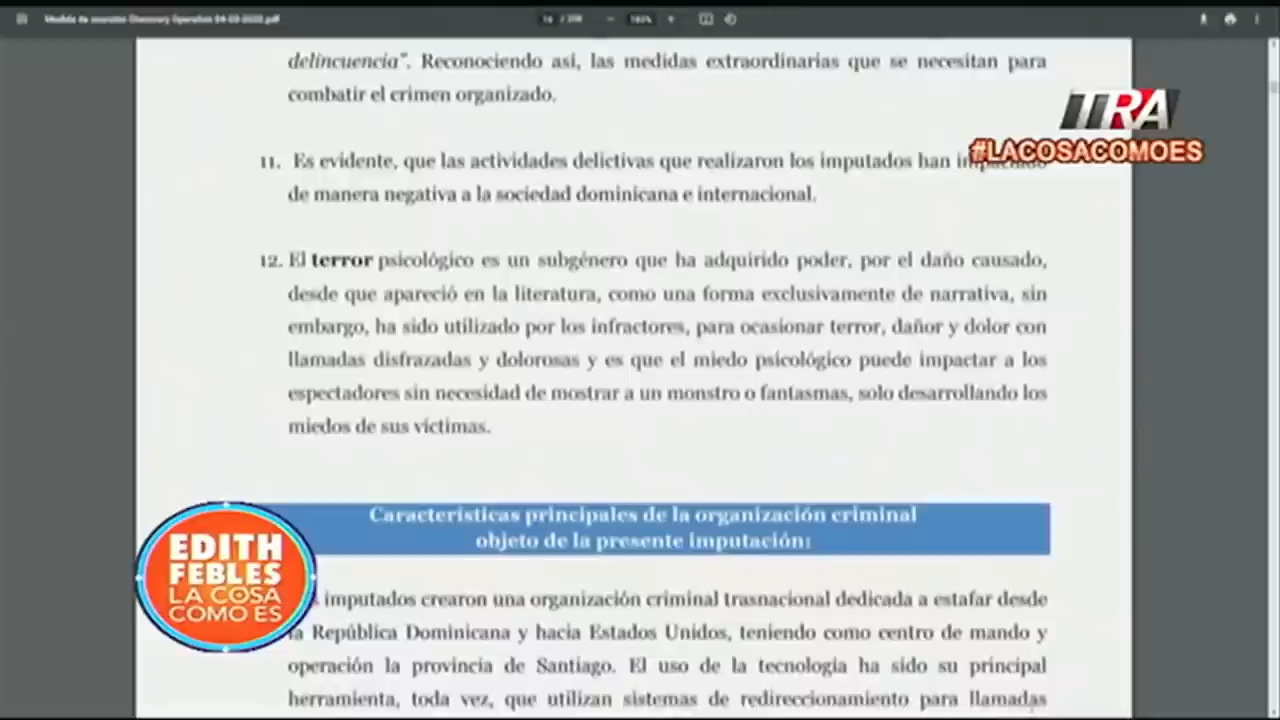 delincuencia". Reconociendo así, las medidas extraordinarias que se necesitan para
combatir el crimen organizado.
TRA
#LACOSACOMOES
11. Es evidente, que las actividades delictivas que realizaron los imputados han
de manera negativa a la sociedad dominicana e internacional.
12. El terror psicológico es un subgénero que ha adquirido poder, por el daño causado,
desde que apareció en la literatura, como una forma exclusivamente de narrativa, sin
embargo, ha sido utilizado por los infractores, para ocasionar terror, dañor y dolor con
llamadas disfrazadas y dolorosas y es que el miedo psicológico puede impactar a los
espectadores sin necesidad de mostrar a un monstro o fantasmas, solo desarrollando los
miedos de sus víctimas.
Características principales de la organización criminal
objeto de la presente imputación:
EDITH
FEBLES
LA COSA
COMO ES
imputados crearon una organización criminal trasnacional dedicada a estafar desde
la República Dominicana y hacia Estados Unidos, teniendo como centro de mando y
operación la provincia de Santiago. El uso de la tecnología ha sido su principal
herramienta, toda vez, que utilizan sistemas de redireccionamiento para llamadas